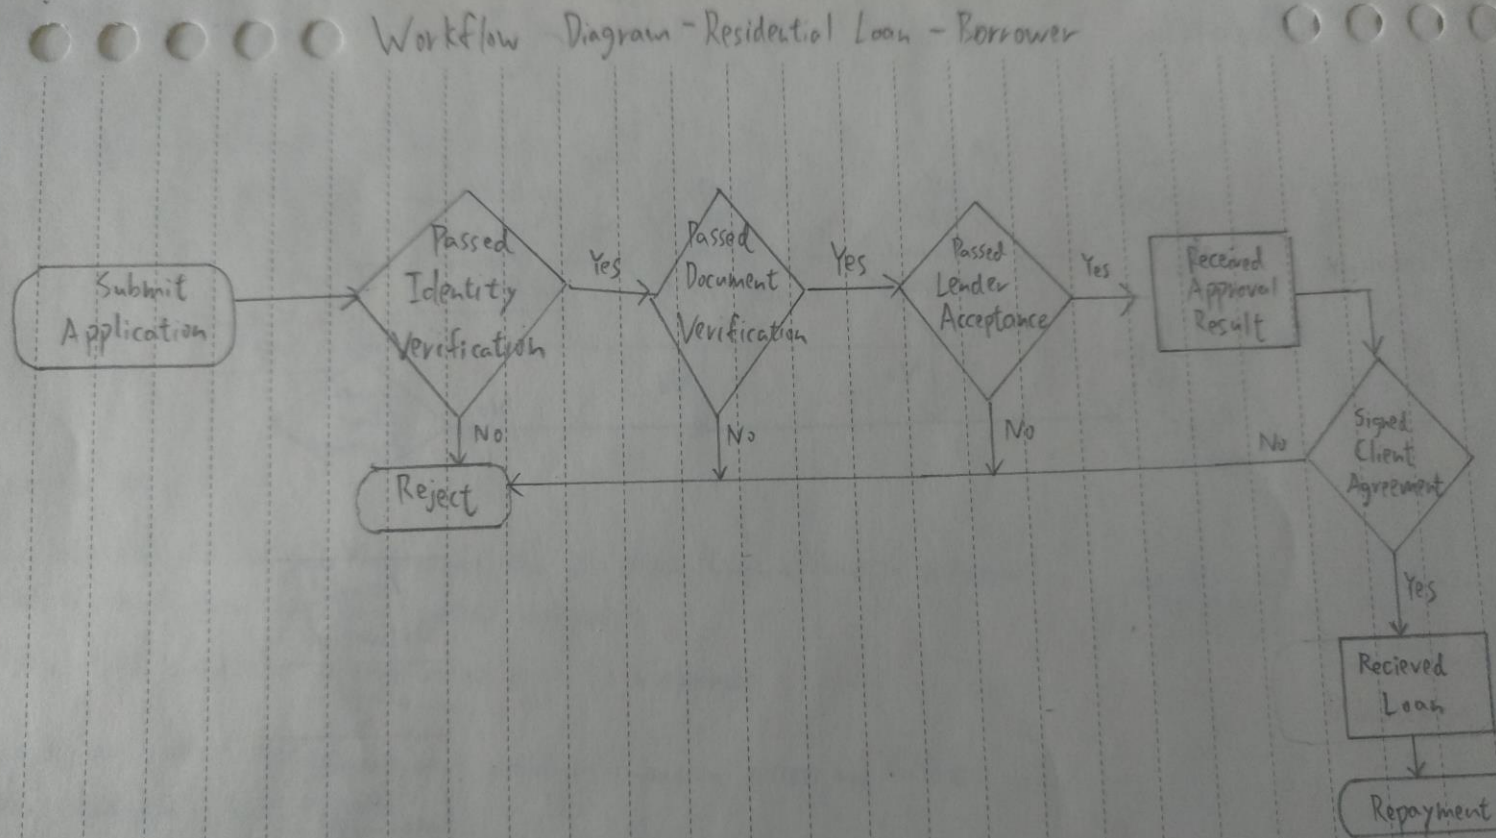 Workflow Diagram - Residential Loan - Borrower
Submit
Application
Passed
Identity
Verification
Yes
No
Passed
Document
Verification
Yes
No
Passed
Lender
Acceptance
Yes
No
Received
Approval
Result
Signed
Client
Agreement
No
Yes
Reject
Recieved
Loan
Repayment